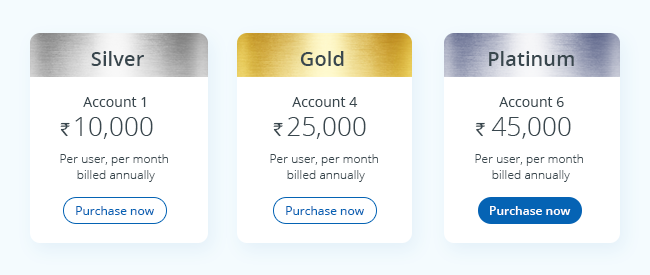 Silver
Account 1
₹10,000
Per user, per month
billed annually
Purchase now
Gold
Account 4
₹25,000
Per user, per month
billed annually
Purchase now
Platinum
Account 6
₹ 45,000
Per user, per month
billed annually
Purchase now